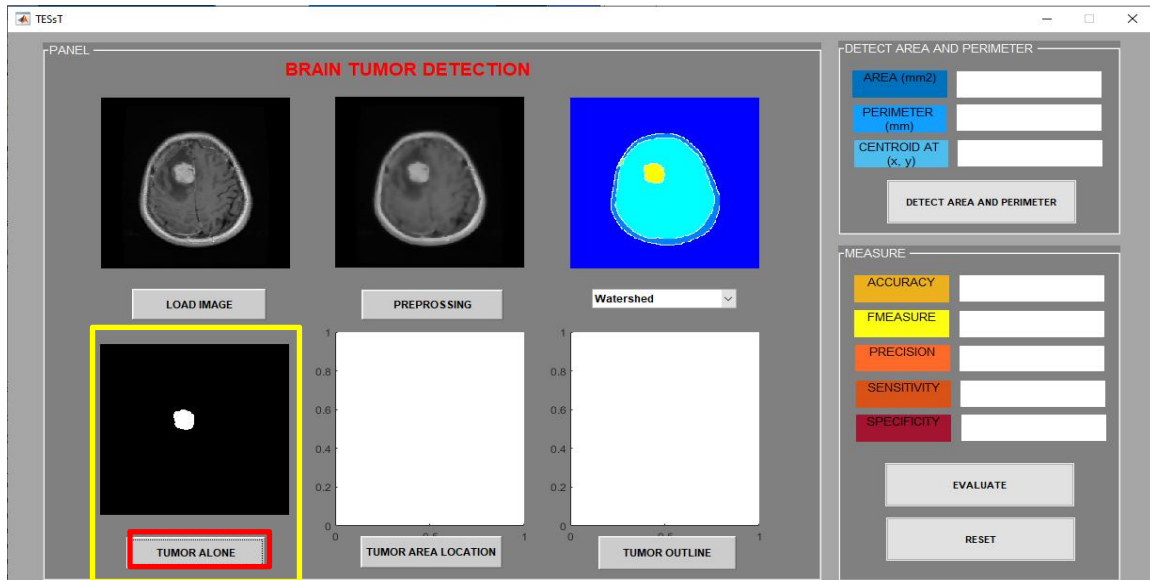 TESsT
PANEL
BRAIN TUMOR DETECTION
LOAD IMAGE
PREPROSSING
Watershed
TUMOR ALONE
1
0.8
0.6
0.4
0.2
0
0
0.5
1
TUMOR AREA LOCATION
1
0.8
0.6
0.4
0.2
0
0
0.5
1
TUMOR OUTLINE
DETECT AREA AND PERIMETER
AREA (mm2)
PERIMETER
(mm)
CENTROID AT
(x, y)
DETECT AREA AND PERIMETER
MEASURE
ACCURACY
FMEASURE
PRECISION
SENSITIVITY
SPECIFICITY
EVALUATE
RESET